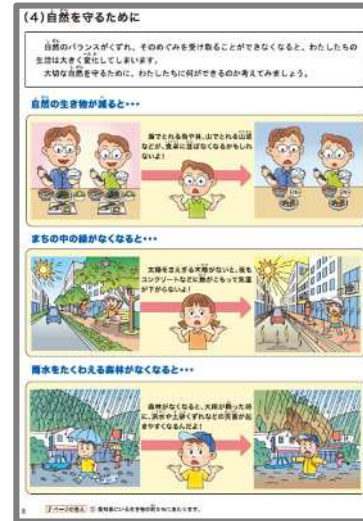 (4)自然を守るために
自然のバランスがくずれ、そのめぐみを受け取ることができなくなると、わたしたちの
生活は大きく変化してしまいます。
大切な自然を守るために、わたしたちに何ができるのか考えてみましょう。
自然の生き物が減ると・・・
海でとれる魚や貝、山でとれる山菜
などが、食卓に並ばなくなるかもしれ
ないよ！
まちの中の緑がなくなると・・・
太陽をさえぎる木陰がないと、夜も
コンクリートなどに熱がこもって気温
が下がらないよ！
雨水をたくわえる森林がなくなると・・・
森林がなくなると、大雨が降った時
に、洪水や土砂くずれなどの災害が起
きやすくなるんだよ！
8